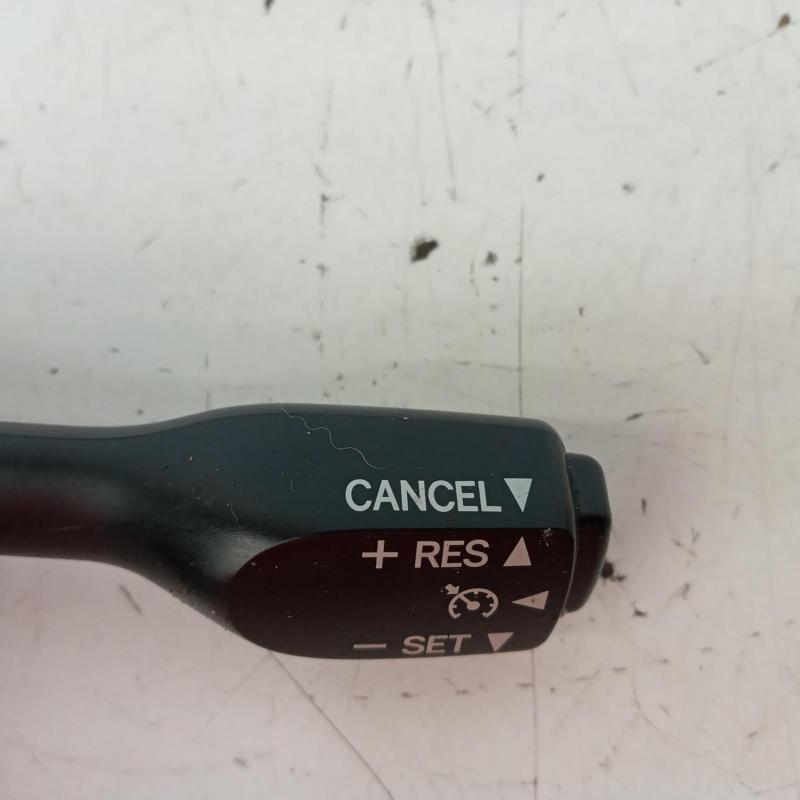 CANCEL▼
+ RES ▲
◄
− SET ▼